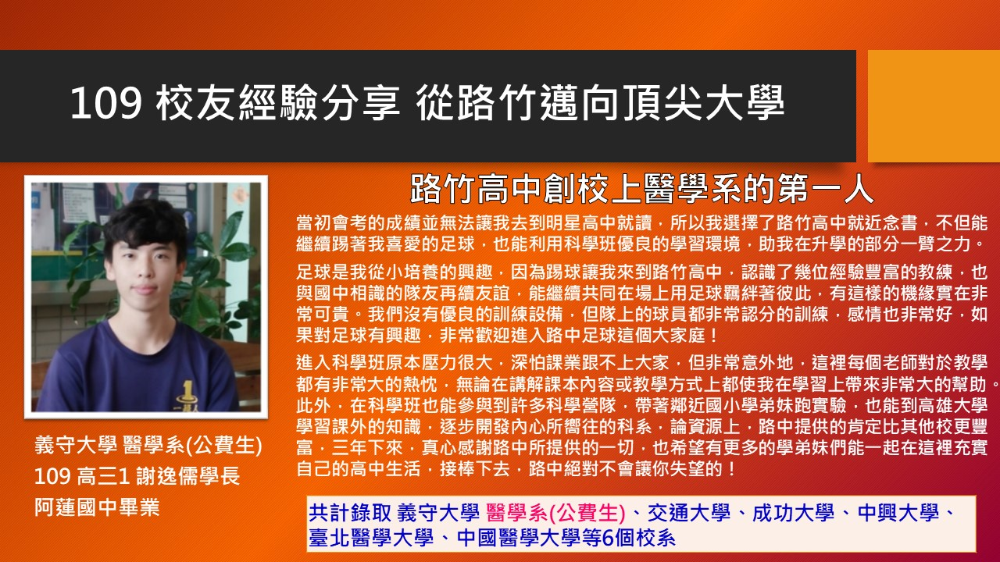 109 校友經驗分享 從路竹邁向頂尖大學
路竹高中創校上醫學系的第一人
當初會考的成績並無法讓我去到明星高中就讀，所以我選擇了路竹高中就近念書，不但能
繼續踢著我喜愛的足球，也能利用科學班優良的學習環境，助我在升學的部分一臂之力。
足球是我從小培養的興趣，因為踢球讓我來到路竹高中，認識了幾位經驗豐富的教練，也
與國中相識的隊友再續友誼，能繼續共同在場上用足球羈絆著彼此，有這樣的機緣實在非
常可貴。我們沒有優良的訓練設備，但隊上的球員都非常認分的訓練，感情也非常好，如
果對足球有興趣，非常歡迎進入路中足球這個大家庭！
進入科學班原本壓力很大，深怕課業跟不上大家，但非常意外地，這裡每個老師對於教學
都有非常大的熱忱，無論在講解課本內容或教學方式上都使我在學習上帶來非常大的幫助。
此外，在科學班也能參與到許多科學營隊，帶著鄰近國小學弟妹跑實驗，也能到高雄大學
學習課外的知識，逐步開發內心所嚮往的科系，論資源上，路中提供的肯定比其他校更豐
富，三年下來，真心感謝路中所提供的一切，也希望有更多的學弟妹們能一起在這裡充實
自己的高中生活，接棒下去，路中絕對不會讓你失望的！
義守大學 醫學系(公費生)
109 高三1 謝逸儒學長
阿蓮國中畢業
共計錄取 義守大學 醫學系(公費生)、交通大學、成功大學、中興大學、
臺北醫學大學、中國醫學大學等6個校系